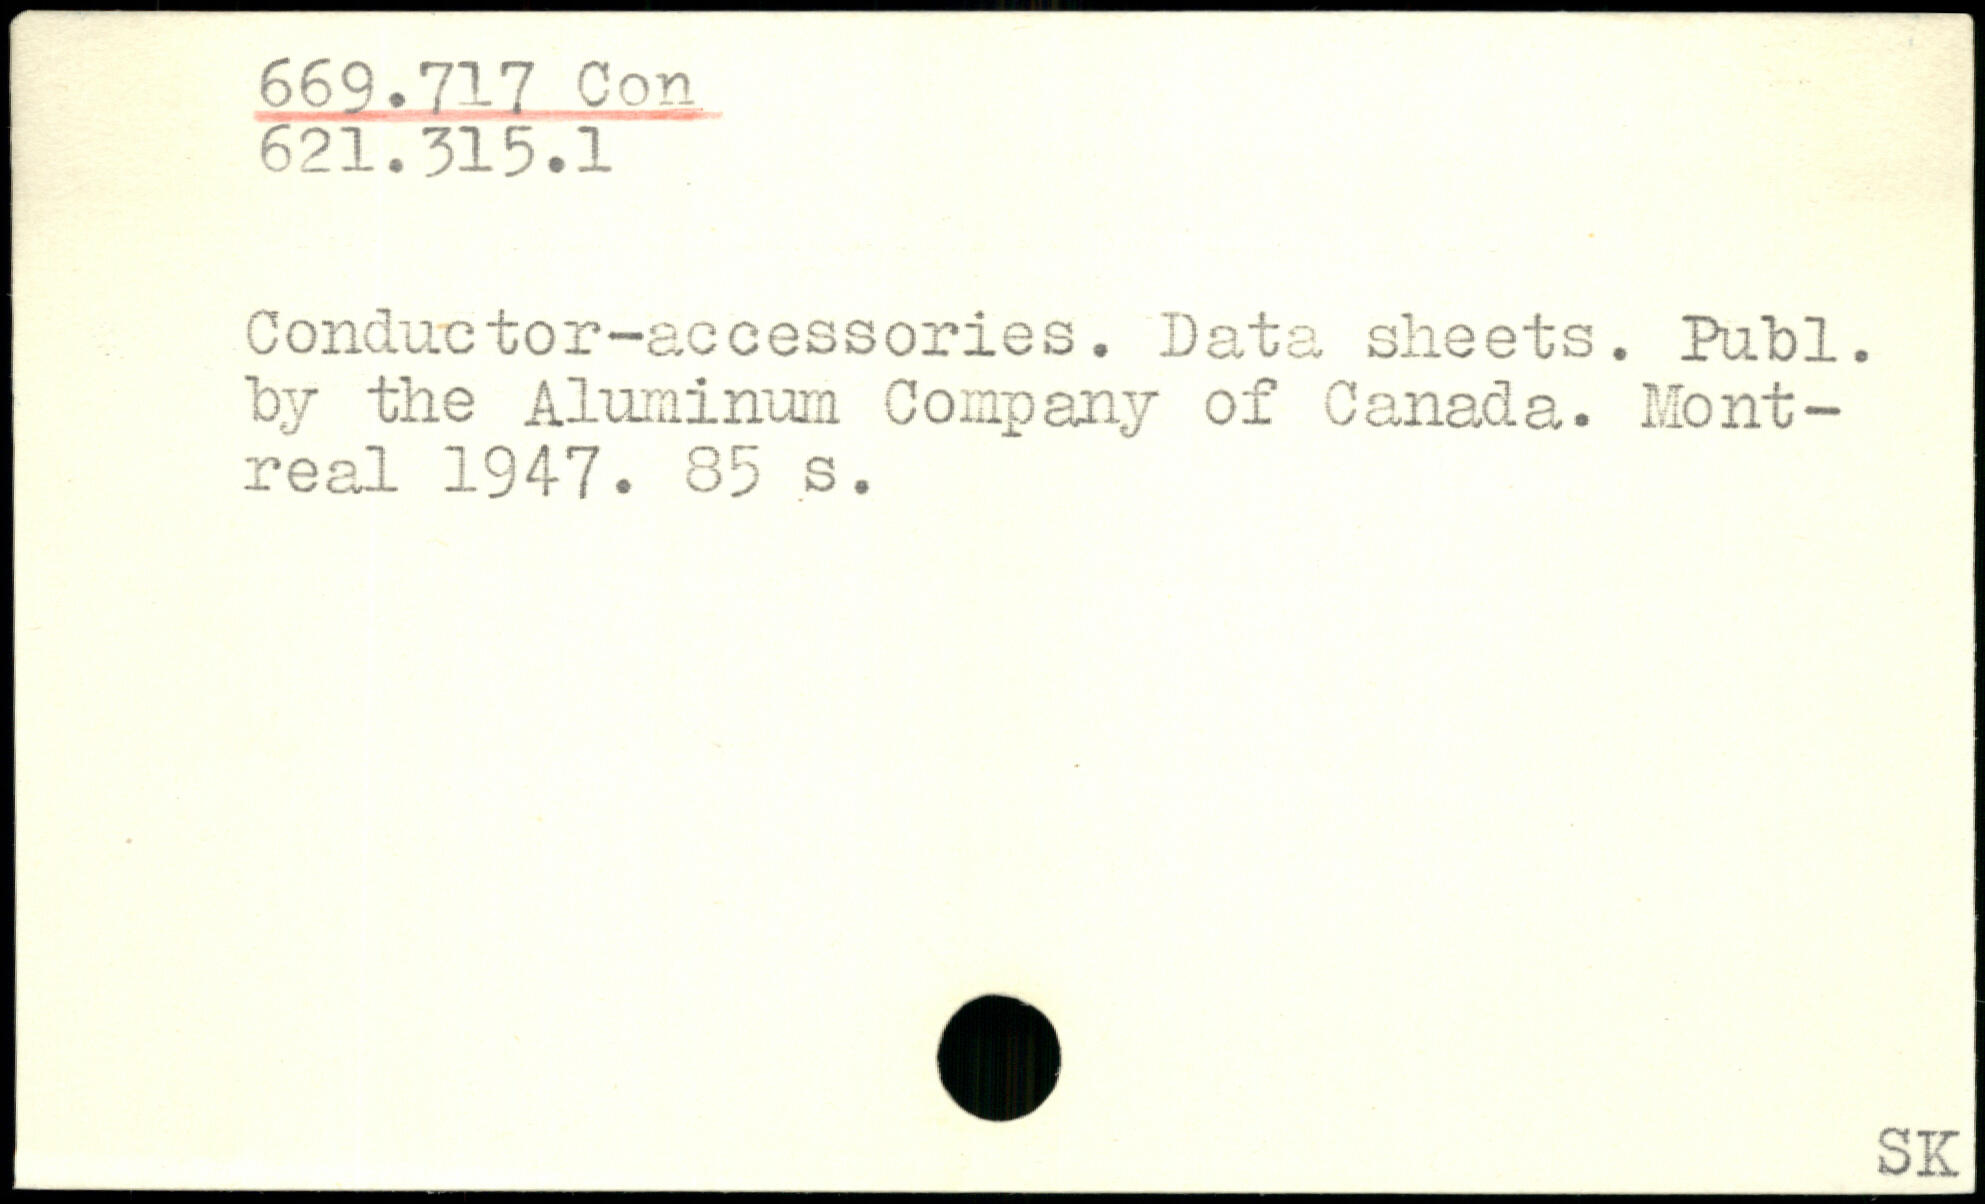 669.717 Con
621.315.1
Conductor-accessories. Data sheets. Publ.
by the Aluminum Company of Canada. Mont-
real 1947. 85 s.
SK